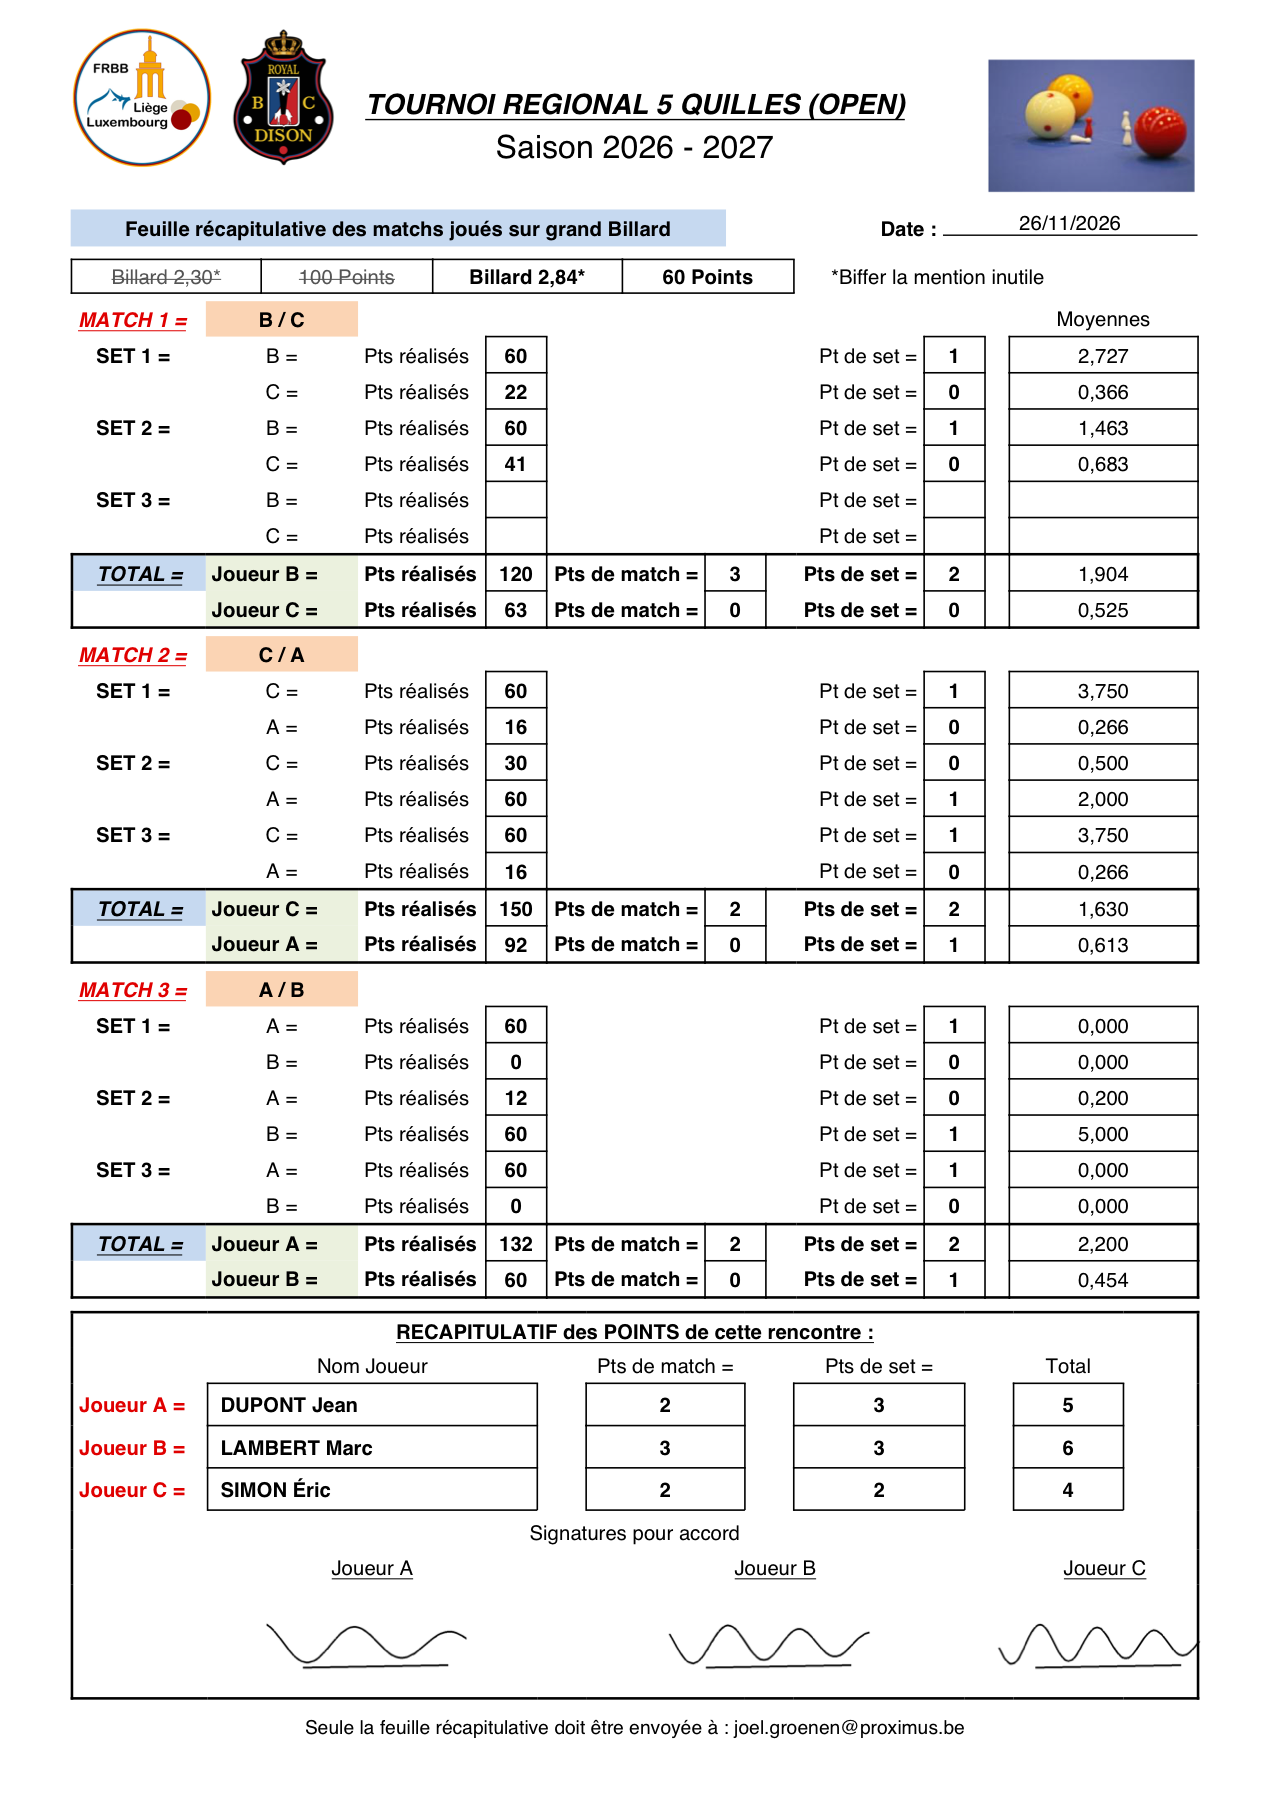 FRBB
Liège
Luxembourg
ROYAL
B C
DISON
TOURNOI REGIONAL 5 QUILLES (OPEN)
Saison 2026 - 2027
Feuille récapitulative des matchs joués sur grand Billard
Date : 26/11/2026
Billard 2,30* 100 Points Billard 2,84* 60 Points *Biffer la mention inutile
MATCH 1 = B / C Moyennes
SET 1 = B = Pts réalisés 60 Pt de set = 1 2,727
C = Pts réalisés 22 Pt de set = 0 0,366
SET 2 = B = Pts réalisés 60 Pt de set = 1 1,463
C = Pts réalisés 41 Pt de set = 0 0,683
SET 3 = B = Pts réalisés Pt de set =
C = Pts réalisés Pt de set =
TOTAL = Joueur B = Pts réalisés 120 Pts de match = 3 Pts de set = 2 1,904
Joueur C = Pts réalisés 63 Pts de match = 0 Pts de set = 0 0,525
MATCH 2 = C / A
SET 1 = C = Pts réalisés 60 Pt de set = 1 3,750
A = Pts réalisés 16 Pt de set = 0 0,266
SET 2 = C = Pts réalisés 30 Pt de set = 0 0,500
A = Pts réalisés 60 Pt de set = 1 2,000
SET 3 = C = Pts réalisés 60 Pt de set = 1 3,750
A = Pts réalisés 16 Pt de set = 0 0,266
TOTAL = Joueur C = Pts réalisés 150 Pts de match = 2 Pts de set = 2 1,630
Joueur A = Pts réalisés 92 Pts de match = 0 Pts de set = 1 0,613
MATCH 3 = A / B
SET 1 = A = Pts réalisés 60 Pt de set = 1 0,000
B = Pts réalisés 0 Pt de set = 0 0,000
SET 2 = A = Pts réalisés 12 Pt de set = 0 0,200
B = Pts réalisés 60 Pt de set = 1 5,000
SET 3 = A = Pts réalisés 60 Pt de set = 1 0,000
B = Pts réalisés 0 Pt de set = 0 0,000
TOTAL = Joueur A = Pts réalisés 132 Pts de match = 2 Pts de set = 2 2,200
Joueur B = Pts réalisés 60 Pts de match = 0 Pts de set = 1 0,454
RECAPITULATIF des POINTS de cette rencontre :
Nom Joueur Pts de match = Pts de set = Total
Joueur A = DUPONT Jean 2 3 5
Joueur B = LAMBERT Marc 3 3 6
Joueur C = SIMON Éric 2 2 4
Signatures pour accord
Joueur A Joueur B Joueur C
Seule la feuille récapitulative doit être envoyée à : joel.groenen@proximus.be